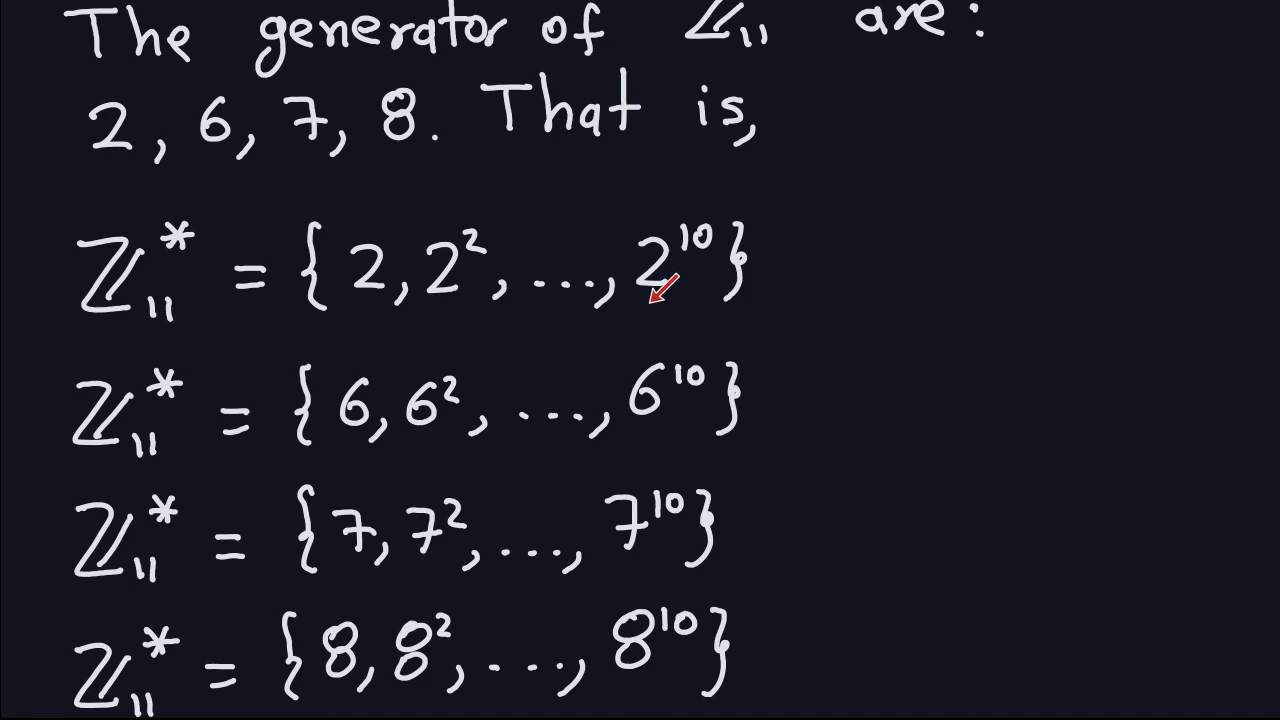 The generator of ℤ₁₁ are:
2, 6, 7, 8. That is,
ℤ₁₁* = { 2, 2², ..., 2¹⁰ }
ℤ₁₁* = { 6, 6², ..., 6¹⁰ }
ℤ₁₁* = { 7, 7², ..., 7¹⁰ }
ℤ₁₁* = { 8, 8², ..., 8¹⁰ }